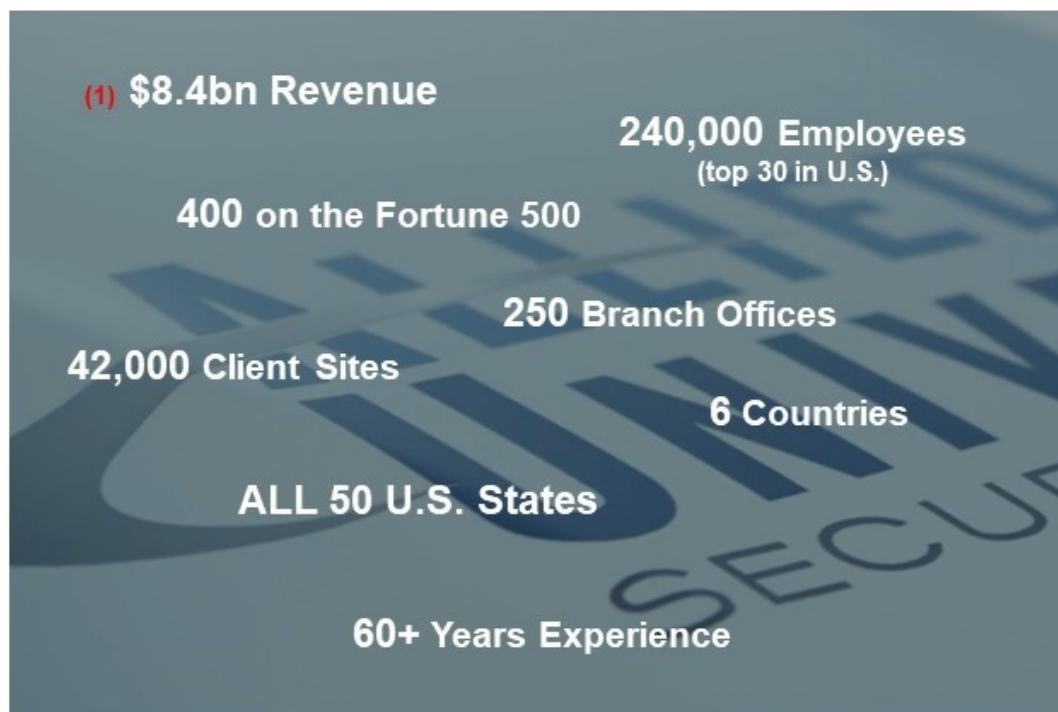 (1) $8.4bn Revenue
240,000 Employees
(top 30 in U.S.)
400 on the Fortune 500
250 Branch Offices
42,000 Client Sites
6 Countries
ALL 50 U.S. States
60+ Years Experience
ALLIED